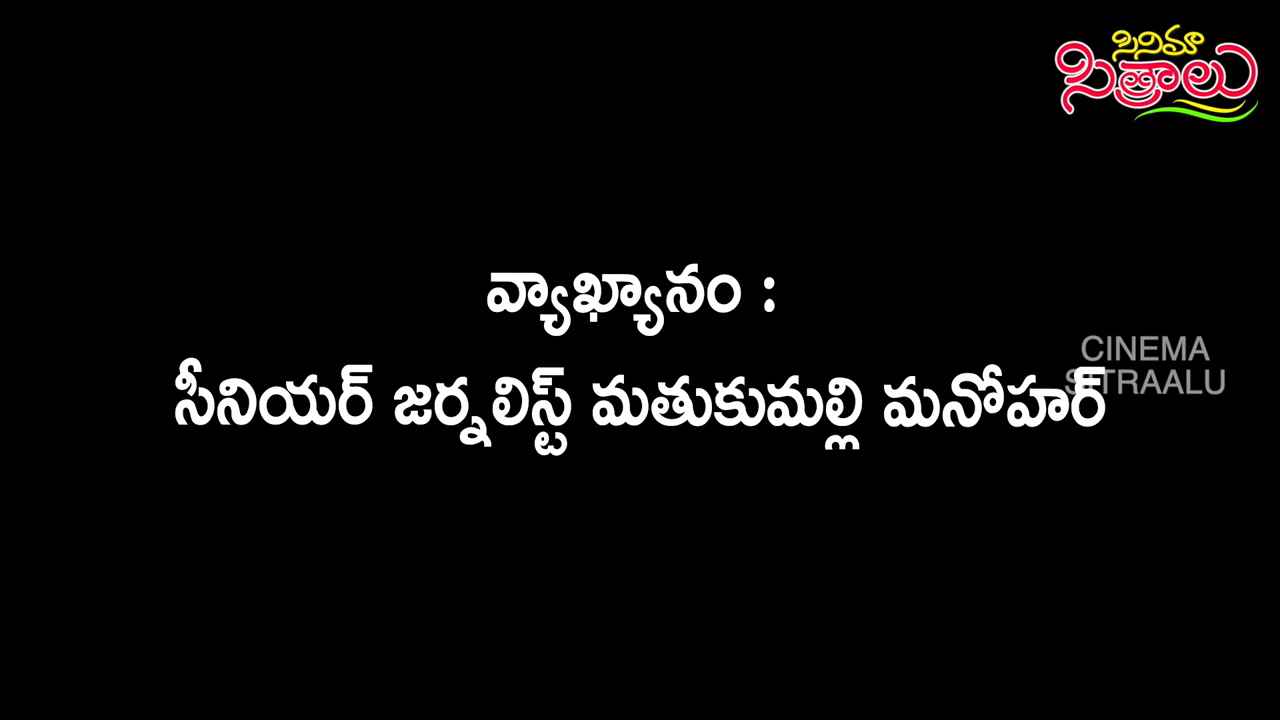 సినిమా
సిత్రాలు
వ్యాఖ్యానం :
CINEMA
SITRAALU
సీనియర్ జర్నలిస్ట్ మతుకుమల్లి మనోహర్